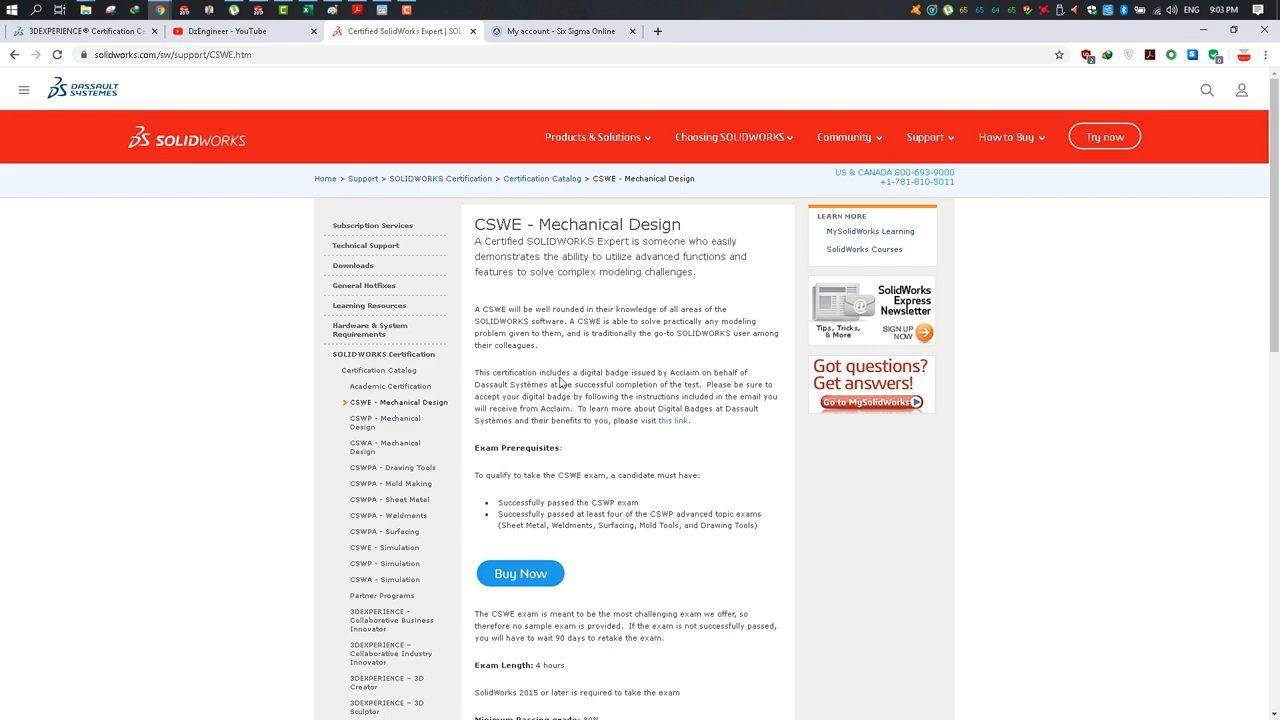 3DEXPERIENCE® Certification Ce
DzEngineer - YouTube
Certified SolidWorks Expert | SOL
My account - Six Sigma Online
65
65
64
65
09:03 PM
solidworks.com/sw/support/CSWE.htm
2
6
DASSAULT
SYSTEMES
SOLIDWORKS
Products & Solutions
Choosing SOLIDWORKS
Community
Support
How to Buy
Try now
Home > Support > SOLIDWORKS Certification > Certification Catalog > CSWE - Mechanical Design
US & CANADA 800-693-9000
+1-781-810-5011
Subscription Services
Technical Support
Downloads
General Hotfixes
Learning Resources
Hardware & System
Requirements
SOLIDWORKS Certification
Certification Catalog
Academic Certification
CSWE - Mechanical Design
CSWP - Mechanical
Design
CSWA - Mechanical
Design
CSWPA - Drawing Tools
CSWPA - Mold Making
CSWPA - Sheet Metal
CSWPA - Weldments
CSWPA - Surfacing
CSWE - Simulation
CSWP - Simulation
CSWA - Simulation
Partner Programs
3DEXPERIENCE -
Collaborative Business
Innovator
3DEXPERIENCE –
Collaborative Industry
Innovator
3DEXPERIENCE – 3D
Creator
3DEXPERIENCE – 3D
Sculptor
CSWE - Mechanical Design
A Certified SOLIDWORKS Expert is someone who easily
demonstrates the ability to utilize advanced functions and
features to solve complex modeling challenges.
A CSWE will be well rounded in their knowledge of all areas of the
SOLIDWORKS software. A CSWE is able to solve practically any modeling
problem given to them, and is traditionally the go-to SOLIDWORKS user among
their colleagues.
This certification includes a digital badge issued by Acclaim on behalf of
Dassault Systèmes at the successful completion of the test. Please be sure to
accept your digital badge by following the instructions included in the email you
will receive from Acclaim. To learn more about Digital Badges at Dassault
Systèmes and their benefits to you, please visit this link.
Exam Prerequisites:
To qualify to take the CSWE exam, a candidate must have:
• Successfully passed the CSWP exam
• Successfully passed at least four of the CSWP advanced topic exams
(Sheet Metal, Weldments, Surfacing, Mold Tools, and Drawing Tools)
Buy Now
The CSWE exam is meant to be the most challenging exam we offer, so
therefore no sample exam is provided. If the exam is not successfully passed,
you will have to wait 90 days to retake the exam.
Exam Length: 4 hours
SolidWorks 2015 or later is required to take the exam
Minimum Passing grade: 80%
LEARN MORE
MySolidWorks Learning
SolidWorks Courses
SolidWorks
Express
Newsletter
Tips, Tricks,
& More
SIGN UP
NOW
Got questions?
Get answers!
Go to MySolidWorks